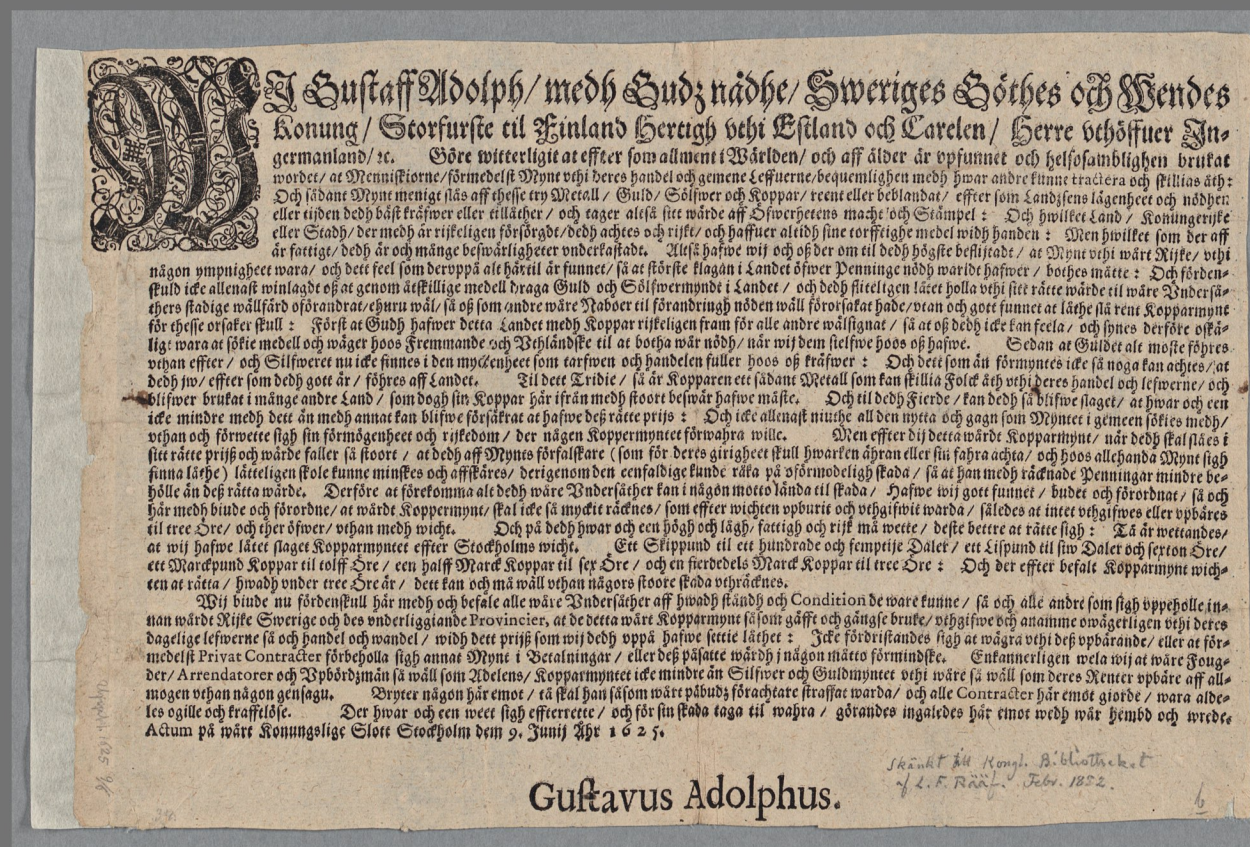 WJ Gustaff Adolph/ medh Gudz nådhe/ Sweriges Göthes och Wendes
Konung/ Storfurste til Finland Hertigh vthi Estland och Carelen/ Herre vthöffuer In-
germanland/ ꝛc. Göre witterligit at effter som allment i Wärlden/ och aff älder är vpfunnet och helsosamblighen brukat
wordet/ at Menniskiorne/ förmedelst Mynt vthi deres handel och gemene Leffuerne/ bequemlighen medh hwar andre kunne tractera och skillias åth:
Och sådant Mynt menigt slås aff thesse try Metall/ Guld/ Sölfwer och Koppar/ reent eller beblandat/ effter som Landzsens lägenheet och nödhen
eller tijden dedh bäst kräfwer eller tilläther/ och tager altså sitt wärde aff Öfwerhetens macht och Stämpel: Och hwilket Land/ Konungerijke
eller Stadh/ der medh är rijkeligen försörgdt/ dedh achtes och rijkt/ och haffuer altidh sine torfftighe medel widh handen: Men hwilket som der aff
är fattigt/ dedh är och mänge beswärligheter vnderkastadt. Altså hafwe wij och oß der om til dedh högste beflijtadt/ at Mynt vthi wårt Rijke/ vthi
någon ympnigheet wara/ och dett feel som dervppå alt härtil är funnet/ så at störste klagan i Landet öfwer Penninge nödh warldt hafwer/ bothes måtte: Och förden-
skuld icke allenast winlagdt oß at genom åtskillige medell draga Guld och Sölfwermyndt i Landet/ och dedh fliteligen låtet holla vthi sitt rätte wärde til wåre Vnderså-
thers stadige wällfärd oförandrat/ ehuru wäl/ så oß som andre wåre Naboer til förandringh nöden wäll förorsakat hade/ vtan och gott funnet at låthe slå rent Kopparmynt
för thesse orsaker skull: Först at Gudh hafwer detta Landet medh Koppar rijkeligen fram för alle andre wälsignat/ så at oß dedh icke kan feela/ och synes derföre oskä-
ligt wara at sökie medell och wäger hoos Fremmande och Vthländske til at botha wår nödh/ när wij dem sielfwe hoos oß hafwe. Sedan at Guldet alt moste föhres
vthan effter/ och Silfweret nu icke finnes i den myckenheet som tarfwen och handelen fuller hoos oß kräfwer: Och dett som än förmyntes icke så noga kan achtes/ at
dedh jw/ effter som dedh gott är/ föhres aff Landet. Til dett Tridie/ så är Kopparen ett sådant Metall som kan skillia Folck åth vthi deres handel och lefwerne/ och
blifwer brukat i mänge andre Land/ som dogh sin Koppar här ifrån medh stoort beswär hafwe måste. Och til dedh Fierde/ kan dedh så blifwe slaget/ at hwar och een
icke mindre medh dett än medh annat kan blifwe försäkrat at hafwe deß rätte prijs: Och icke allenast niuthe all den nytta och gagn som Myntet i gemeen sökies medh/
vthan och förwette sigh sin förmögenheet och rijkedom/ der någen Koppermyntet förwahra wille. Men effter dij detta wårdt Kopparmynt/ när dedh skal slåes i
sitt rätte prijß och wärde faller så stoort/ at dedh aff Mynts förfalskare (som för deres girigheet skull hwarken ähran eller sin fahra achta/ och hoos allehanda Mynt sigh
finna låthe) lätteligen skole kunne minskes och affskäres/ derigenom den eenfaldige kunde råka på oförmodeligh skada/ så at han medh räcknade Penningar mindre be-
hölle än deß rätta wärde. Derföre at förekomma alt dedh wåre Vndersåther kan i någon motto lända til skada/ Hafwe wij gott funnet/ budet och förordnat/ så och
här medh biude och förordne/ at wårdt Koppermynt/ skal icke så myckit räcknes/ som effter wichten vpburit och vthgifwit warda/ således at intet vthgifwes eller vpbäres
til tree Öre/ och ther öfwer/ vthan medh wicht. Och på dedh hwar och een högh och lågh/ fattigh och rijk må wette/ deste bettre at rätte sigh: Tå är wettandes/
at wij hafwe låtet slaget Kopparmyntet effter Stockholms wicht. Ett Skippund til ett hundrade och femptije Daler/ ett Lispund til siw Daler och sexton Öre/
ett Marckpund Koppar til tolff Öre/ een halff Marck Koppar til sex Öre/ och en fierdedels Marck Koppar til tree Öre: Och der effter befalt Kopparmynt wich-
ten at rätta/ hwadh vnder tree Öre är/ dett kan och må wäll vthan någors stoore skada vthräcknes.
Wij biude nu fördenskull här medh och befale alle wåre Vndersåther aff hwadh ståndh och Condition de ware kunne/ så och alle andre som sigh vppeholle in-
nan wårdt Rijke Swerige och des vnderliggiande Provincier, at de detta wårt Kopparmynt såsom gäfft och gångse bruke/ vthgifwe och anamme owägerligen vthi deres
dagelige lefwerne så och handel och wandel/ widh dett prijß som wij dedh vppå hafwe settie låthet: Icke fördristandes sigh at wägra vthi deß vpbärande/ eller at för-
medelst Privat Contracter förbeholla sigh annat Mynt i Betalningar/ eller deß påsatte wärdh j någon måtto förmindske. Enkannerligen wela wij at wåre Foug-
der/ Arrendatorer och Vpbördzmän så wäll som Adelens/ Kopparmyntet icke mindre än Silfwer och Guldmyntet vthi wåre så wäll som deres Renter vpbäre aff all-
mogen vthan någon gensagu. Bryter någon här emot/ tå skal han såsom wårt påbudz förachtare straffat warda/ och alle Contracter här emot giorde/ wara alde-
les ogille och krafftlöse. Der hwar och een weet sigh effterrette/ och för sin skada taga til wahra/ görandes ingaledes här emot wedh wår hembd och wrede.
Actum på wårt Konungslige Slott Stockholm dem 9. Junij Åhr 1625.
Skänkt till Kongl. Bibliotheket
af L. F. Rääf. Febr. 1852.
Gustavus Adolphus.
6